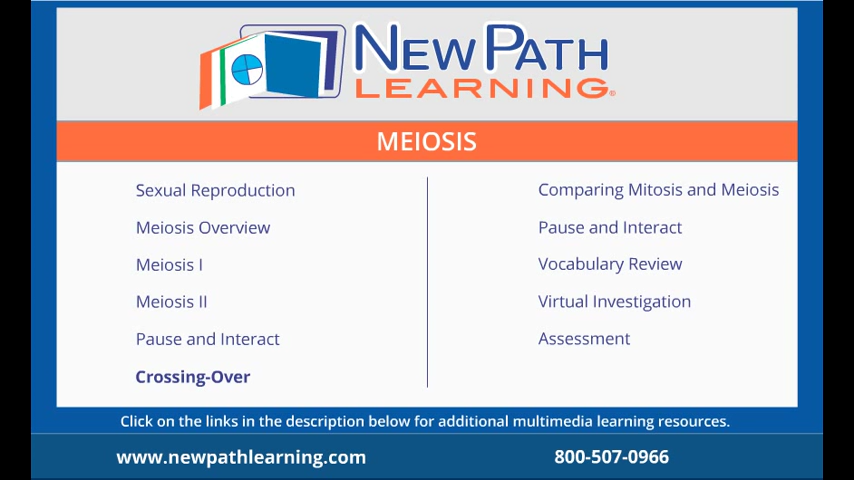 NEWPATH
LEARNING®
MEIOSIS
Sexual Reproduction
Meiosis Overview
Meiosis I
Meiosis II
Pause and Interact
Crossing-Over
Comparing Mitosis and Meiosis
Pause and Interact
Vocabulary Review
Virtual Investigation
Assessment
Click on the links in the description below for additional multimedia learning resources.
www.newpathlearning.com
800-507-0966